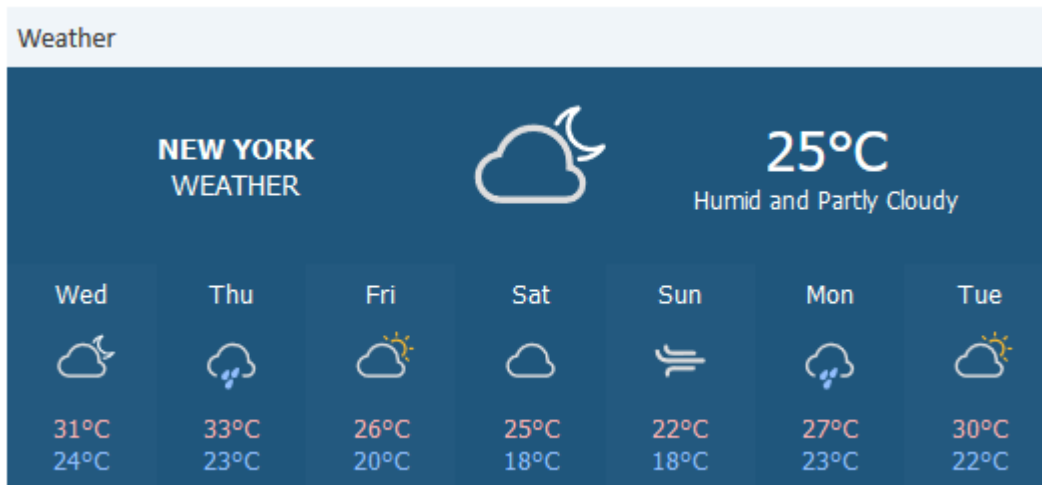 Weather
NEW YORK
WEATHER
25°C
Humid and Partly Cloudy
Wed Thu Fri Sat Sun Mon Tue
31°C 33°C 26°C 25°C 22°C 27°C 30°C
24°C 23°C 20°C 18°C 18°C 23°C 22°C